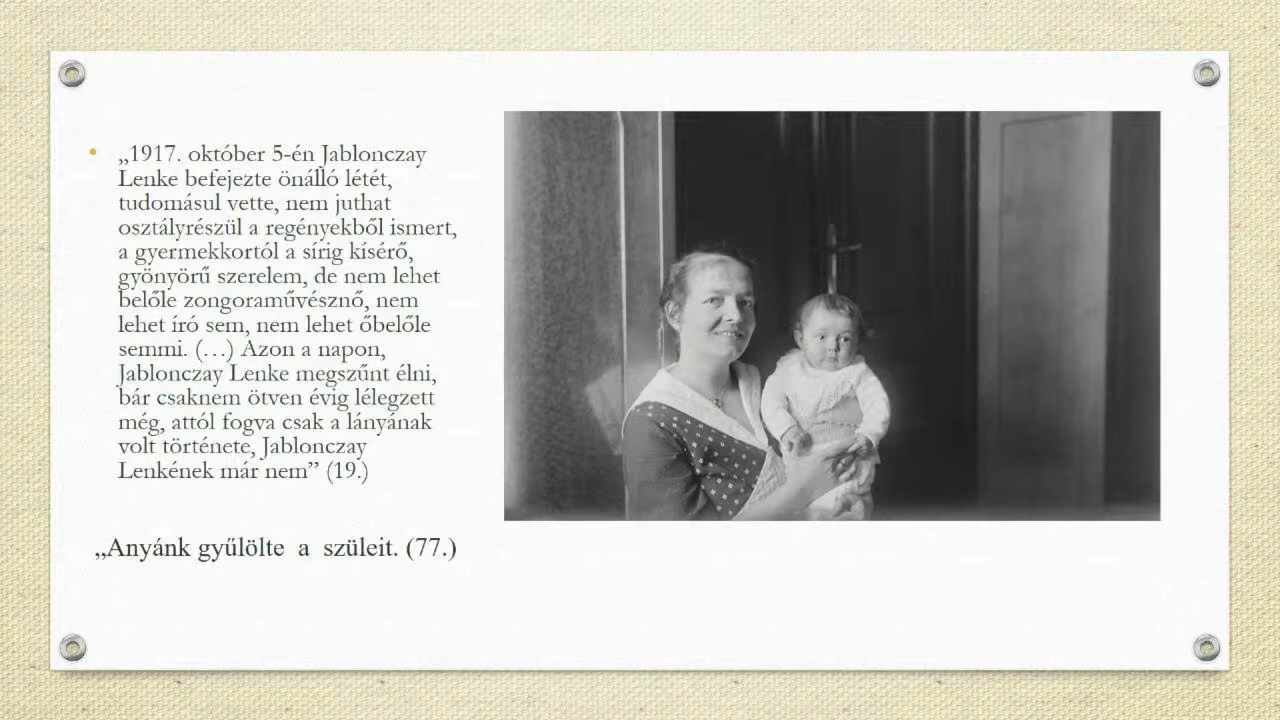 „1917. október 5-én Jablonczay
Lenke befejezte önálló létét,
tudomásul vette, nem juthat
osztályrészül a regényekből ismert,
a gyermekkortól a sírig kísérő,
gyönyörű szerelem, de nem lehet
belőle zongoraművésznő, nem
lehet író sem, nem lehet őbelőle
semmi. (…) Azon a napon,
Jablonczay Lenke megszűnt élni,
bár csaknem ötven évig lélegzett
még, attól fogva csak a lányának
volt története, Jablonczay
Lenkének már nem” (19.)
„Anyánk gyűlölte a szüleit. (77.)